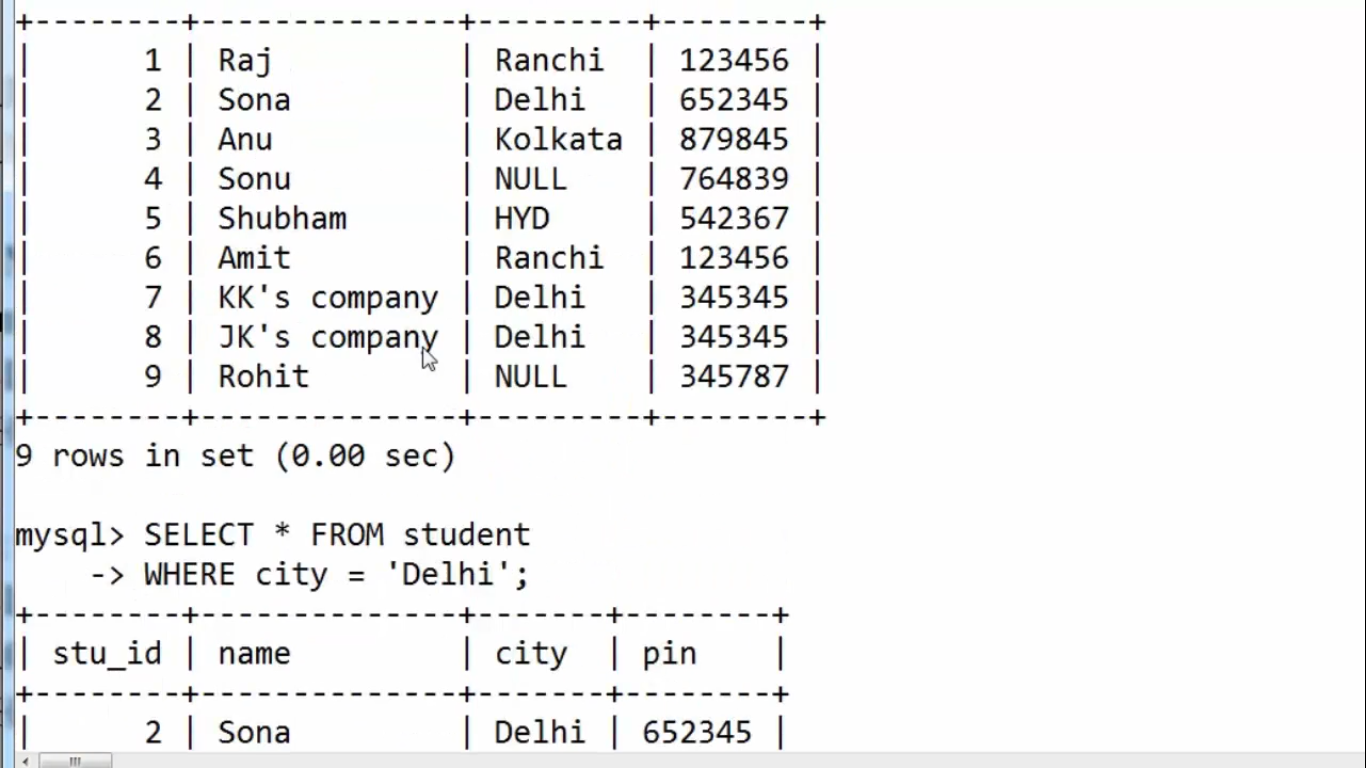 +--------+--------------+---------+--------+
|      1 | Raj          | Ranchi  | 123456 |
|      2 | Sona         | Delhi   | 652345 |
|      3 | Anu          | Kolkata | 879845 |
|      4 | Sonu         | NULL    | 764839 |
|      5 | Shubham      | HYD     | 542367 |
|      6 | Amit         | Ranchi  | 123456 |
|      7 | KK's company | Delhi   | 345345 |
|      8 | JK's company | Delhi   | 345345 |
|      9 | Rohit        | NULL    | 345787 |
+--------+--------------+---------+--------+
9 rows in set (0.00 sec)
mysql> SELECT * FROM student
    -> WHERE city = 'Delhi';
+--------+--------------+-------+--------+
| stu_id | name         | city  | pin    |
+--------+--------------+-------+--------+
|      2 | Sona         | Delhi | 652345 |